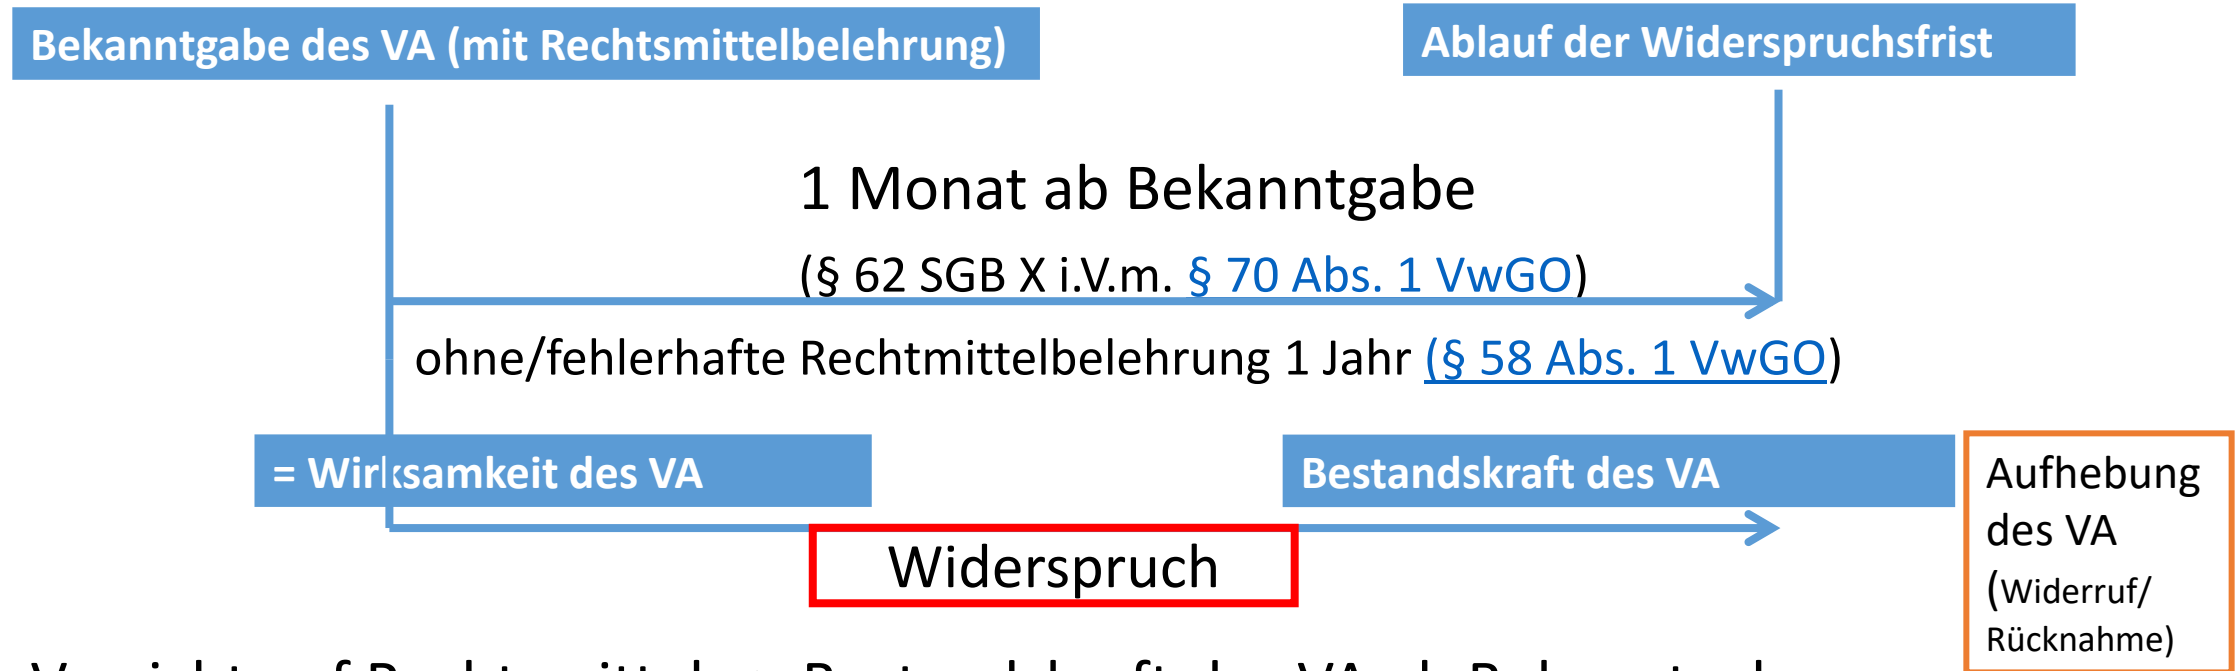 Bekanntgabe des VA (mit Rechtsmittelbelehrung)
Ablauf der Widerspruchsfrist
1 Monat ab Bekanntgabe
(§ 62 SGB X i.V.m. § 70 Abs. 1 VwGO)
ohne/fehlerhafte Rechtmittelbelehrung 1 Jahr (§ 58 Abs. 1 VwGO)
= Wirksamkeit des VA
Bestandskraft des VA
Widerspruch
Aufhebung
des VA
(Widerruf/
Rücknahme)